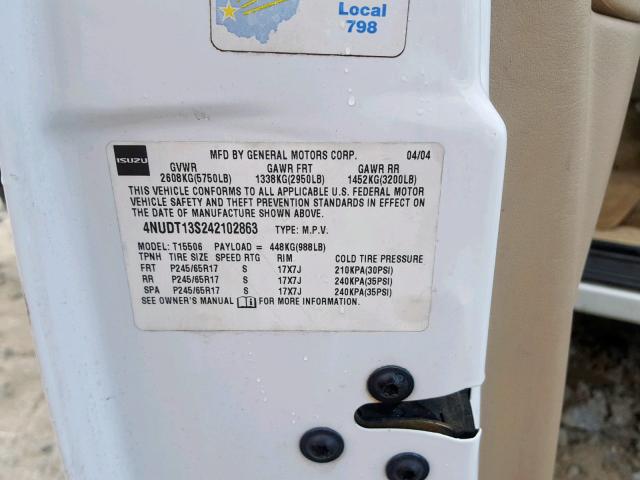 Local
798
ISUZU
MFD BY GENERAL MOTORS CORP. 04/04
GVWR GAWR FRT GAWR RR
2608KG(5750LB) 1338KG(2950LB) 1452KG(3200LB)
THIS VEHICLE CONFORMS TO ALL APPLICABLE U.S. FEDERAL MOTOR
VEHICLE SAFETY AND THEFT PREVENTION STANDARDS IN EFFECT ON
THE DATE OF MANUFACTURE SHOWN ABOVE.
4NUDT13S242102863 TYPE: M.P.V.
MODEL: T15506 PAYLOAD = 448KG(988LB)
TPNH TIRE SIZE SPEED RTG RIM COLD TIRE PRESSURE
FRT P245/65R17 S 17X7J 210KPA(30PSI)
RR P245/65R17 S 17X7J 240KPA(35PSI)
SPA P245/65R17 S 17X7J 240KPA(35PSI)
SEE OWNER'S MANUAL FOR MORE INFORMATION.